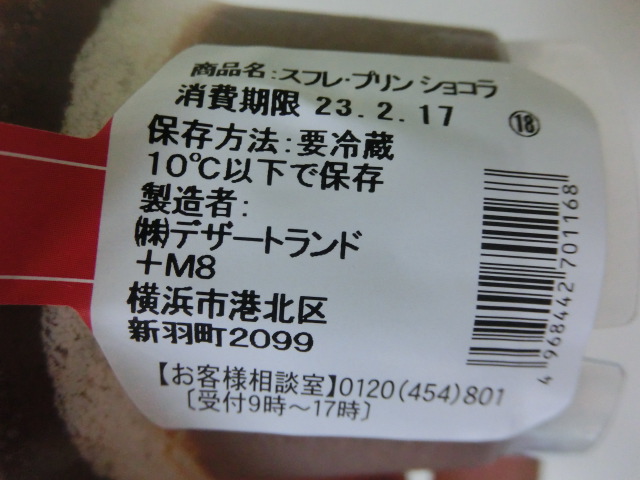 商品名:スフレ・プリン ショコラ
消費期限 23.2.17
⑱
保存方法:要冷蔵
10℃以下で保存
製造者:
㈱デザートランド
+M8
横浜市港北区
新羽町2099
【お客様相談室】0120(454)801
〔受付9時～17時〕
4 968442 701168